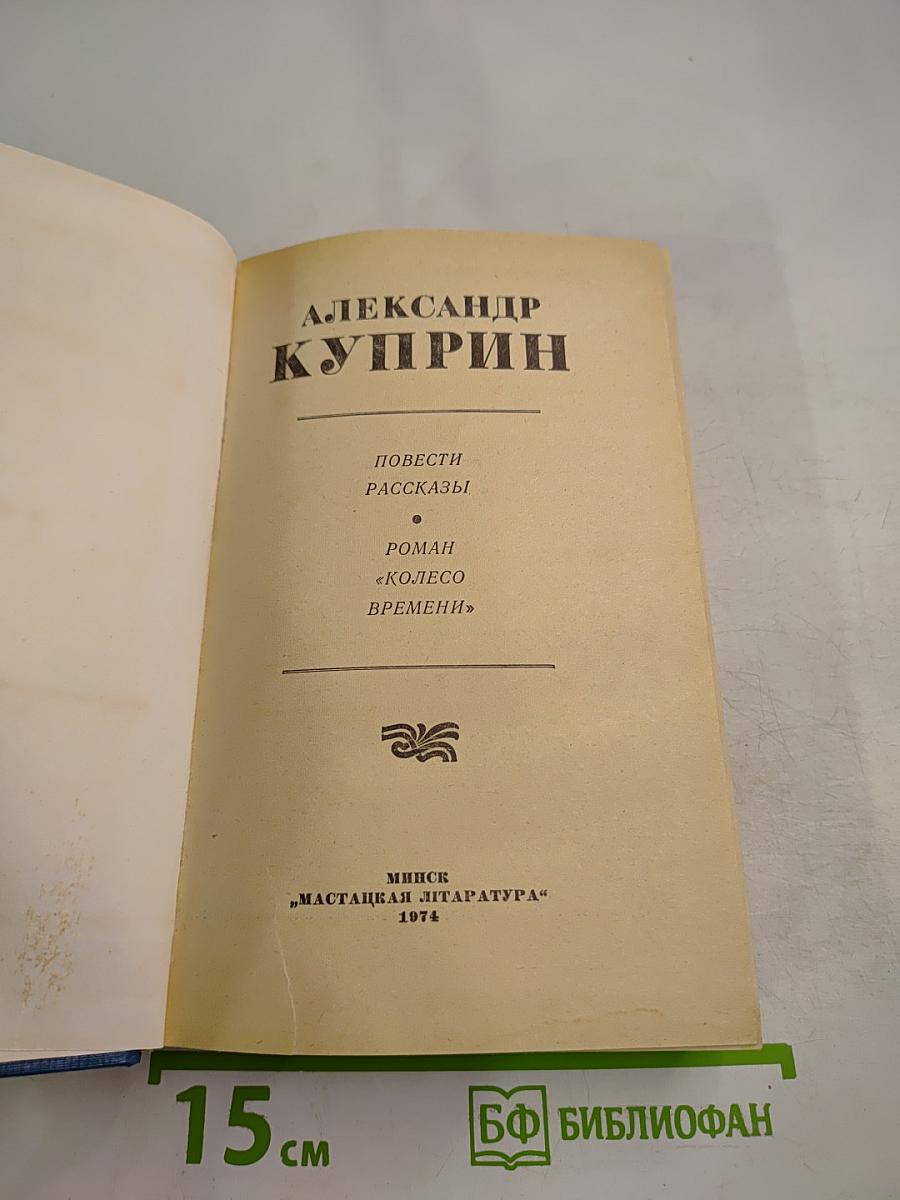 АЛЕКСАНДР
КУПРИН
ПОВЕСТИ
РАССКАЗЫ
•
РОМАН
«КОЛЕСО
ВРЕМЕНИ»
МИНСК
„МАСТАЦКАЯ ЛІТАРАТУРА“
1974
15 см
БФ БИБЛИОФАН